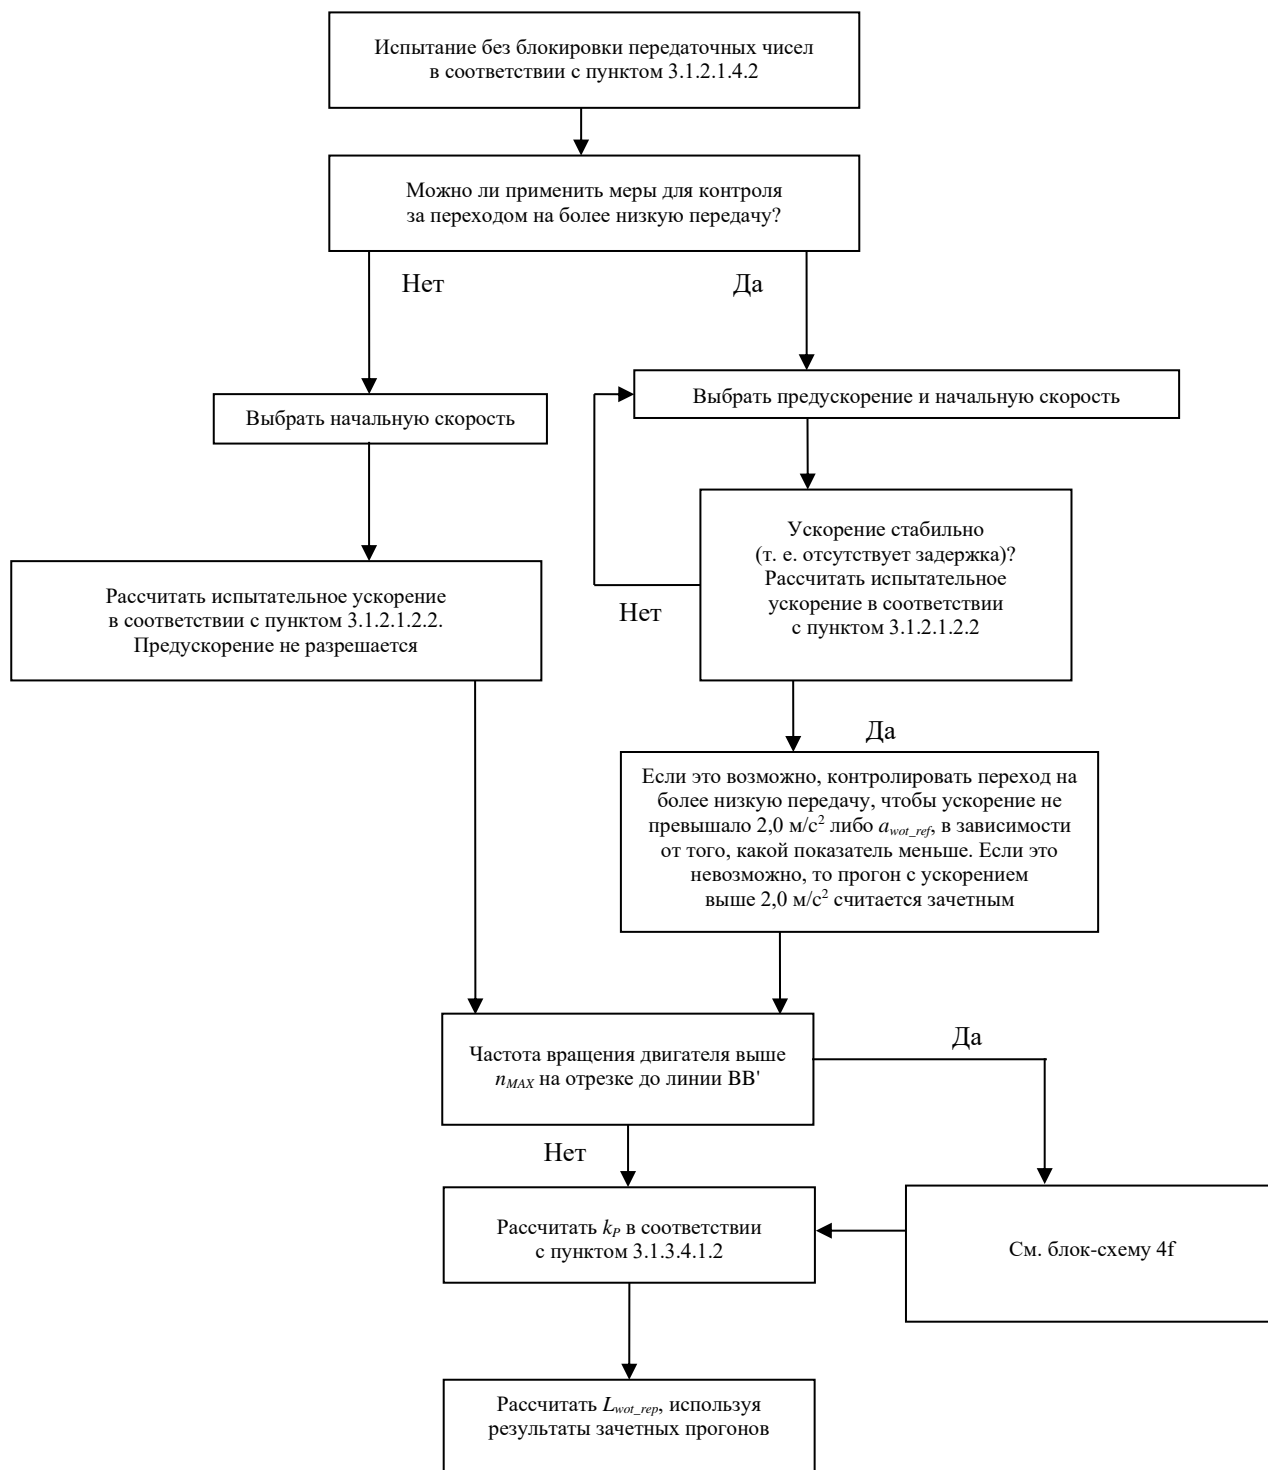 Испытание без блокировки передаточных чисел
в соответствии с пунктом 3.1.2.1.4.2
Можно ли применить меры для контроля
за переходом на более низкую передачу?
Нет
Да
Выбрать начальную скорость
Выбрать предускорение и начальную скорость
Ускорение стабильно
(т. е. отсутствует задержка)?
Рассчитать испытательное
ускорение в соответствии
с пунктом 3.1.2.1.2.2
Нет
Рассчитать испытательное ускорение
в соответствии с пунктом 3.1.2.1.2.2.
Предускорение не разрешается
Да
Если это возможно, контролировать переход на
более низкую передачу, чтобы ускорение не
превышало 2,0 м/с² либо a_wot_ref, в зависимости
от того, какой показатель меньше. Если это
невозможно, то прогон с ускорением
выше 2,0 м/с² считается зачетным
Частота вращения двигателя выше
n_MAX на отрезке до линии BB'
Да
Нет
Рассчитать k_P в соответствии
с пунктом 3.1.3.4.1.2
См. блок-схему 4f
Рассчитать L_wot_rep, используя
результаты зачетных прогонов